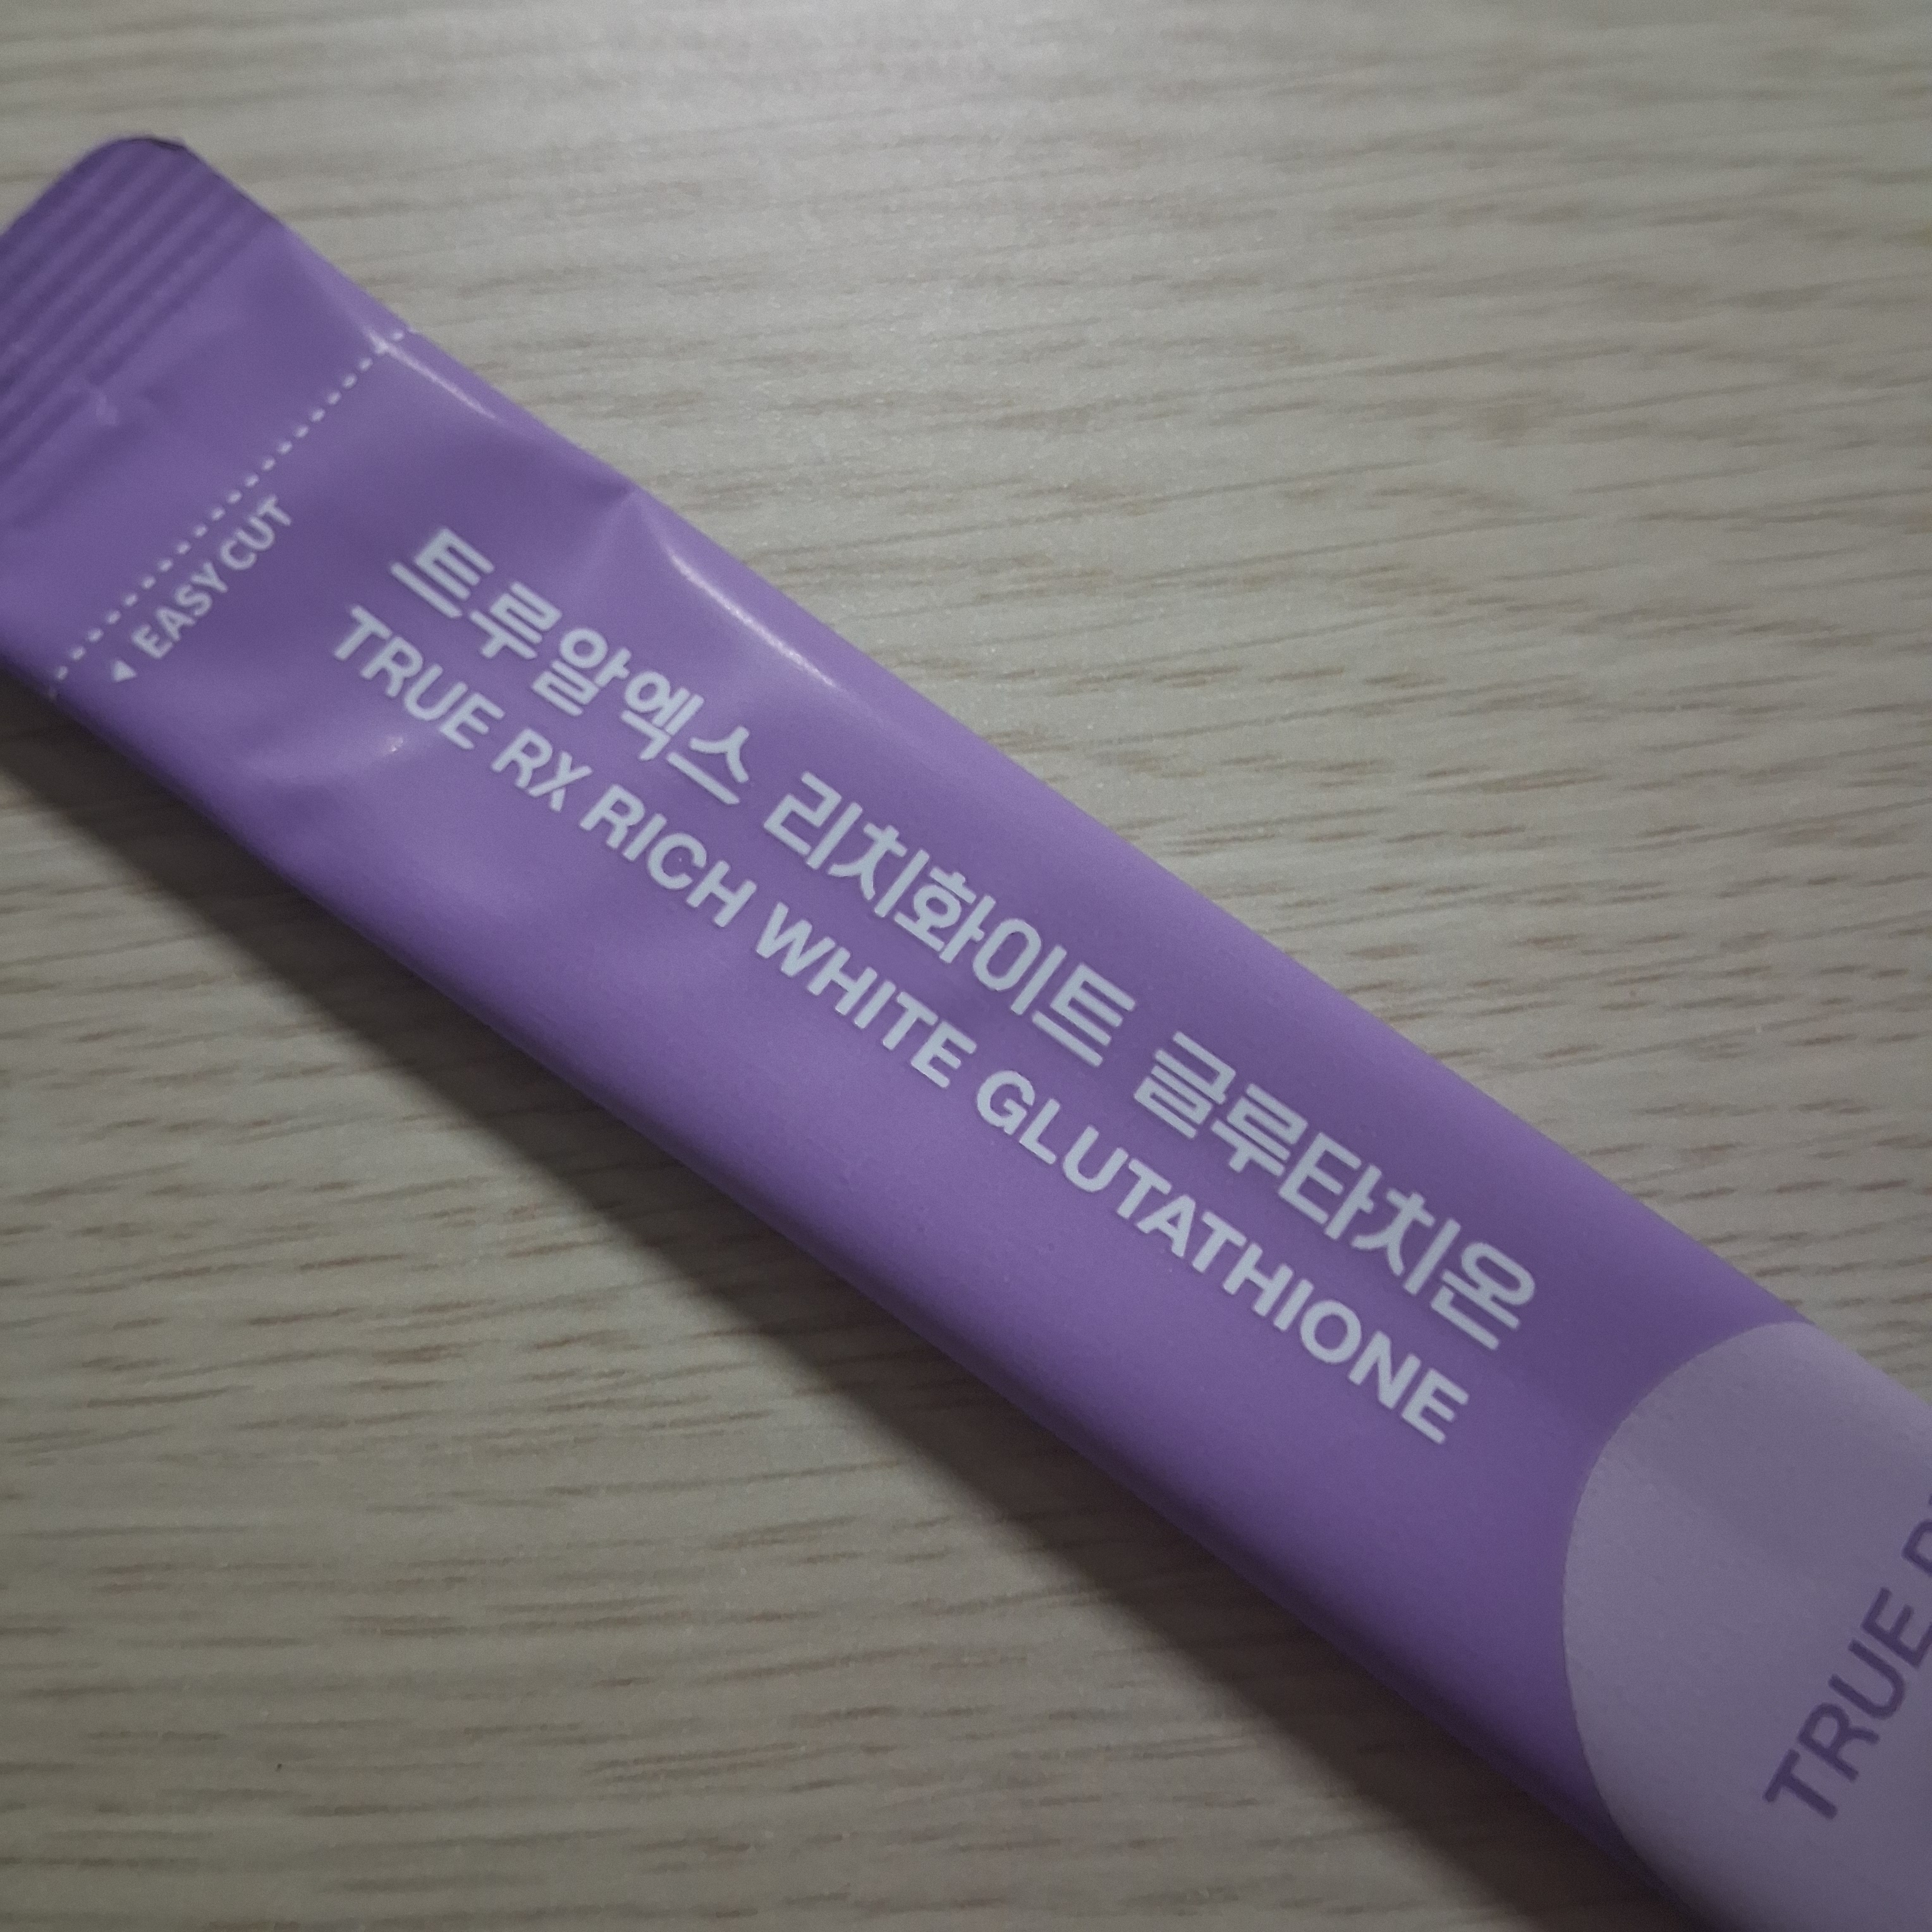 EASY CUT
트루알엑스 리치화이트 글루타치온
TRUE RX RICH WHITE GLUTATHIONE
TRUE